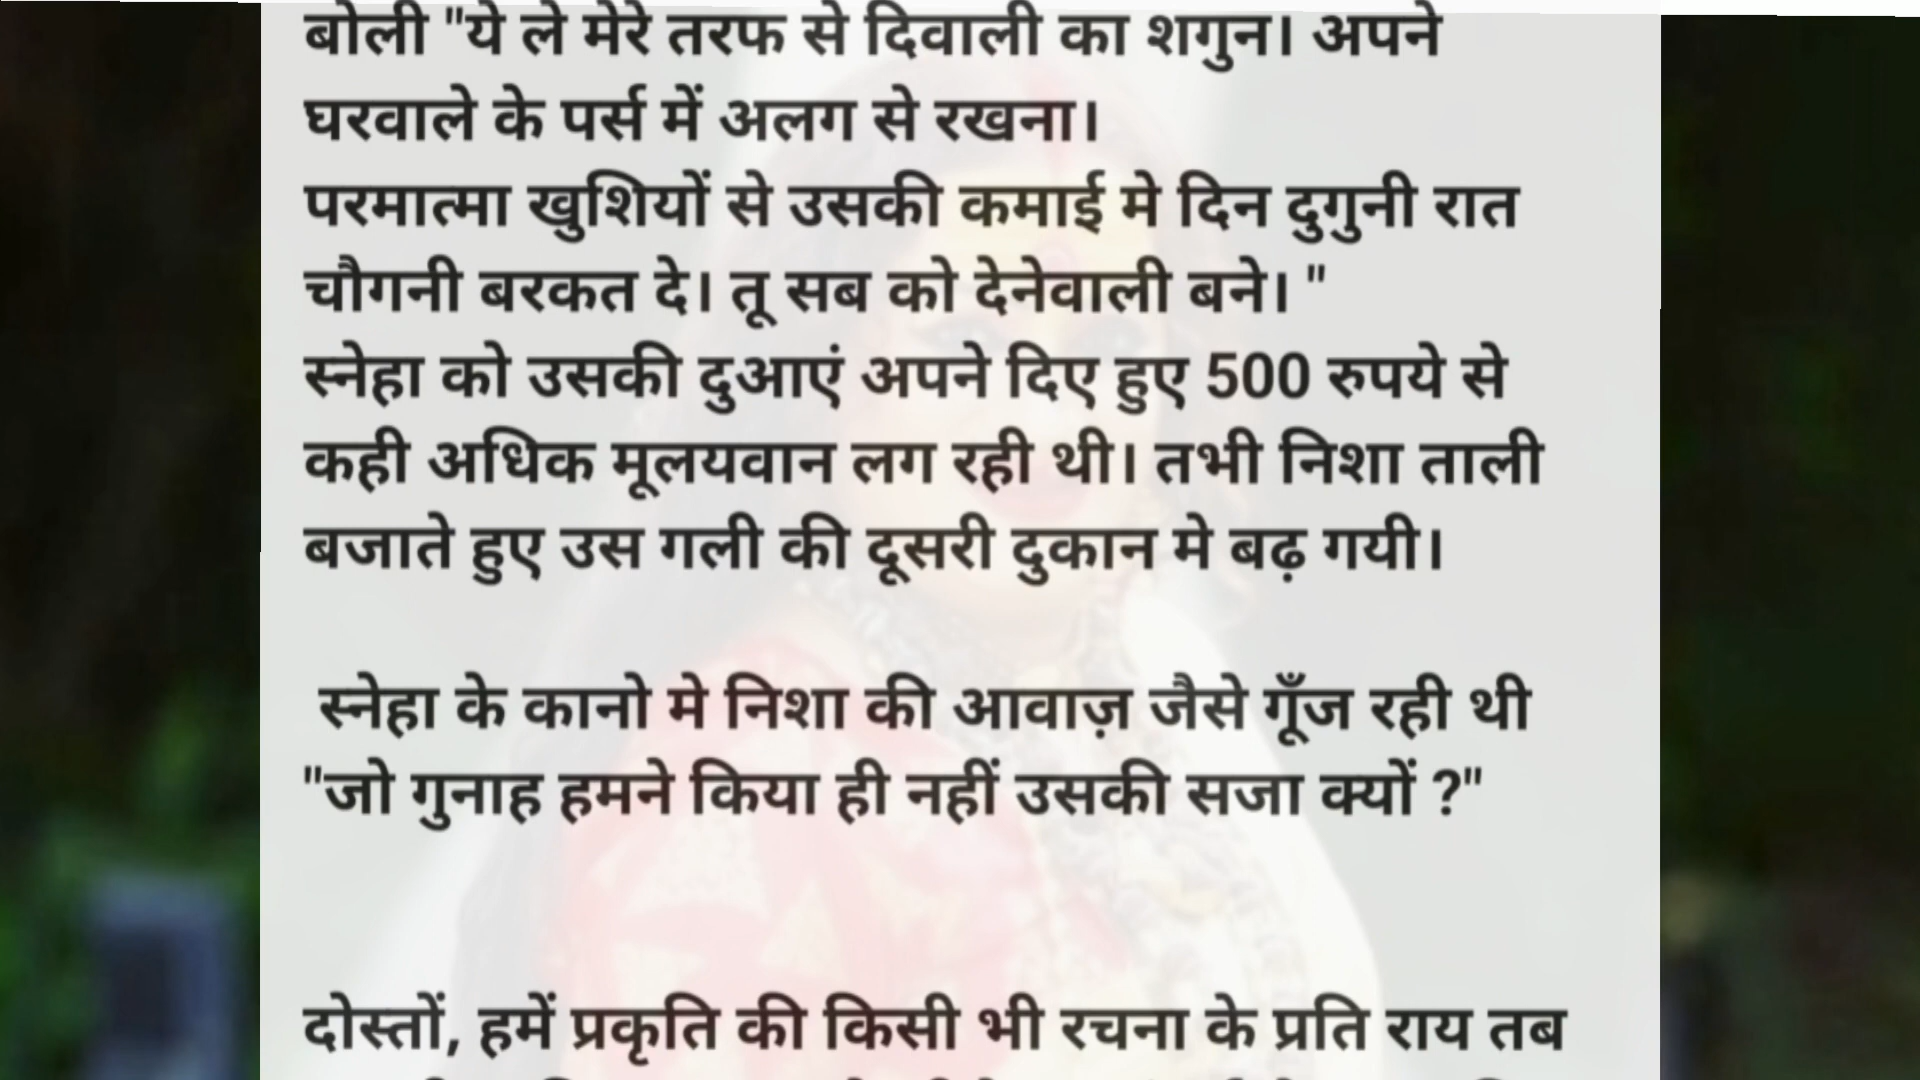 बोली "ये ले मेरे तरफ से दिवाली का शगुन। अपने
घरवाले के पर्स में अलग से रखना।
परमात्मा खुशियों से उसकी कमाई मे दिन दुगुनी रात
चौगनी बरकत दे। तू सब को देनेवाली बने। "
स्नेहा को उसकी दुआएं अपने दिए हुए 500 रुपये से
कही अधिक मूलयवान लग रही थी। तभी निशा ताली
बजाते हुए उस गली की दूसरी दुकान मे बढ़ गयी।
स्नेहा के कानो मे निशा की आवाज़ जैसे गूँज रही थी
"जो गुनाह हमने किया ही नहीं उसकी सजा क्यों ?"
दोस्तों, हमें प्रकृति की किसी भी रचना के प्रति राय तब